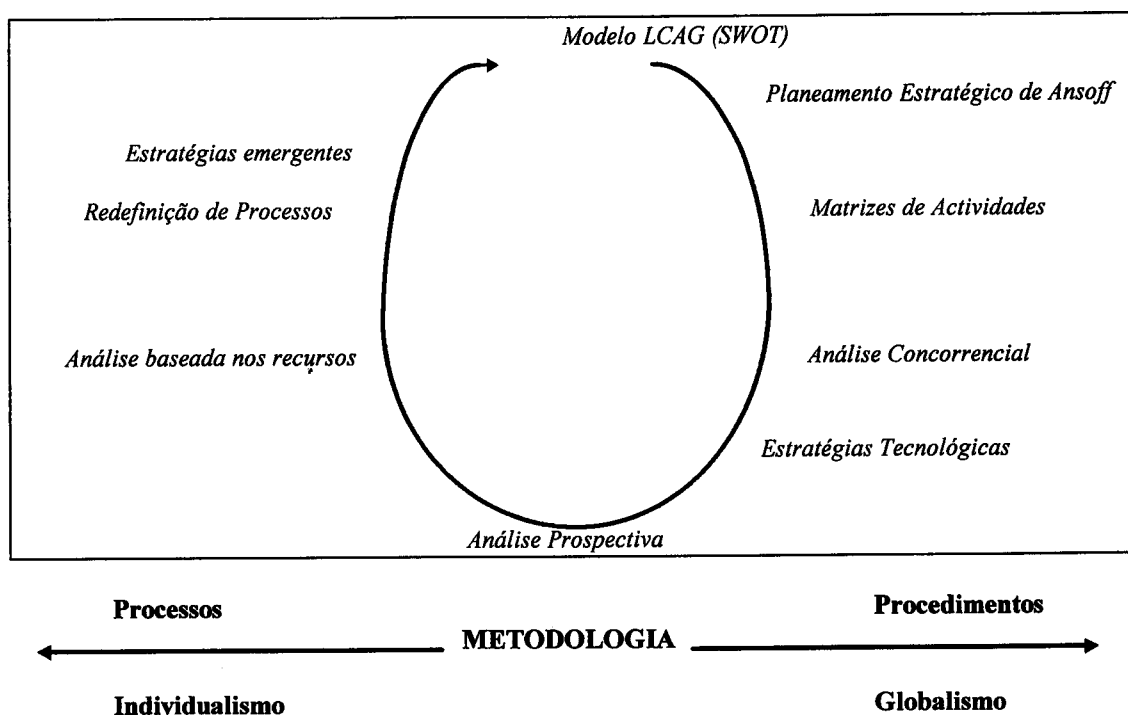 Modelo LCAG (SWOT)
Planeamento Estratégico de Ansoff
Estratégias emergentes
Redefinição de Processos
Matrizes de Actividades
Análise baseada nos recursos
Análise Concorrencial
Estratégias Tecnológicas
Análise Prospectiva
Processos
Procedimentos
METODOLOGIA
Individualismo
Globalismo